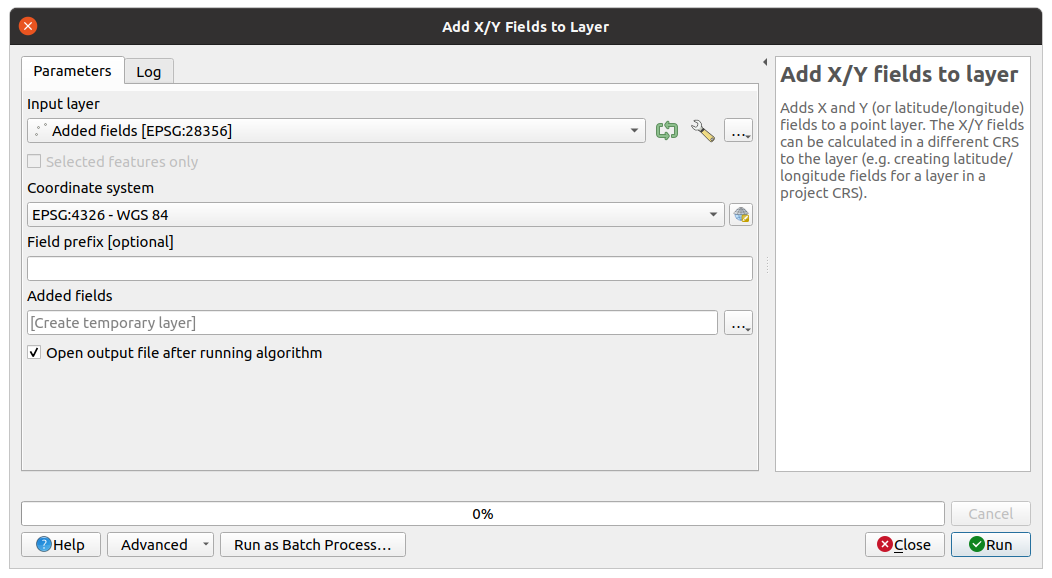 Add X/Y Fields to Layer
Parameters
Log
Input layer
Added fields [EPSG:28356]
...
Selected features only
Coordinate system
EPSG:4326 - WGS 84
Field prefix [optional]
Added fields
[Create temporary layer]
...
Open output file after running algorithm
Add X/Y fields to layer
Adds X and Y (or latitude/longitude)
fields to a point layer. The X/Y fields
can be calculated in a different CRS
to the layer (e.g. creating latitude/
longitude fields for a layer in a
project CRS).
0%
Cancel
Help
Advanced
Run as Batch Process...
Close
Run